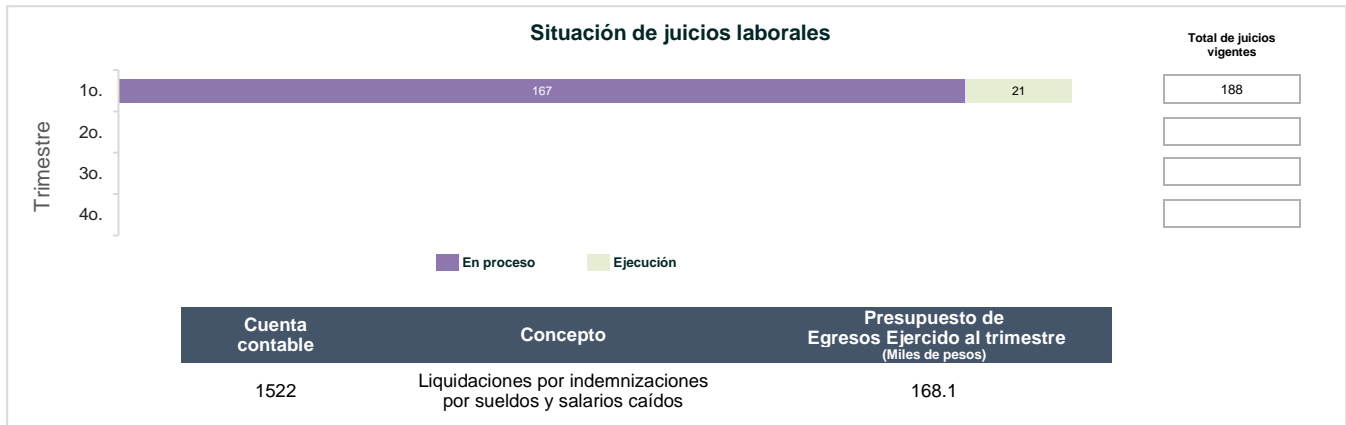 Situación de juicios laborales
Total de juicios
vigentes
Trimestre
1o.
167
21
188
2o.
3o.
4o.
En proceso
Ejecución
Cuenta
contable
Concepto
Presupuesto de
Egresos Ejercido al trimestre
(Miles de pesos)
1522
Liquidaciones por indemnizaciones
por sueldos y salarios caídos
168.1